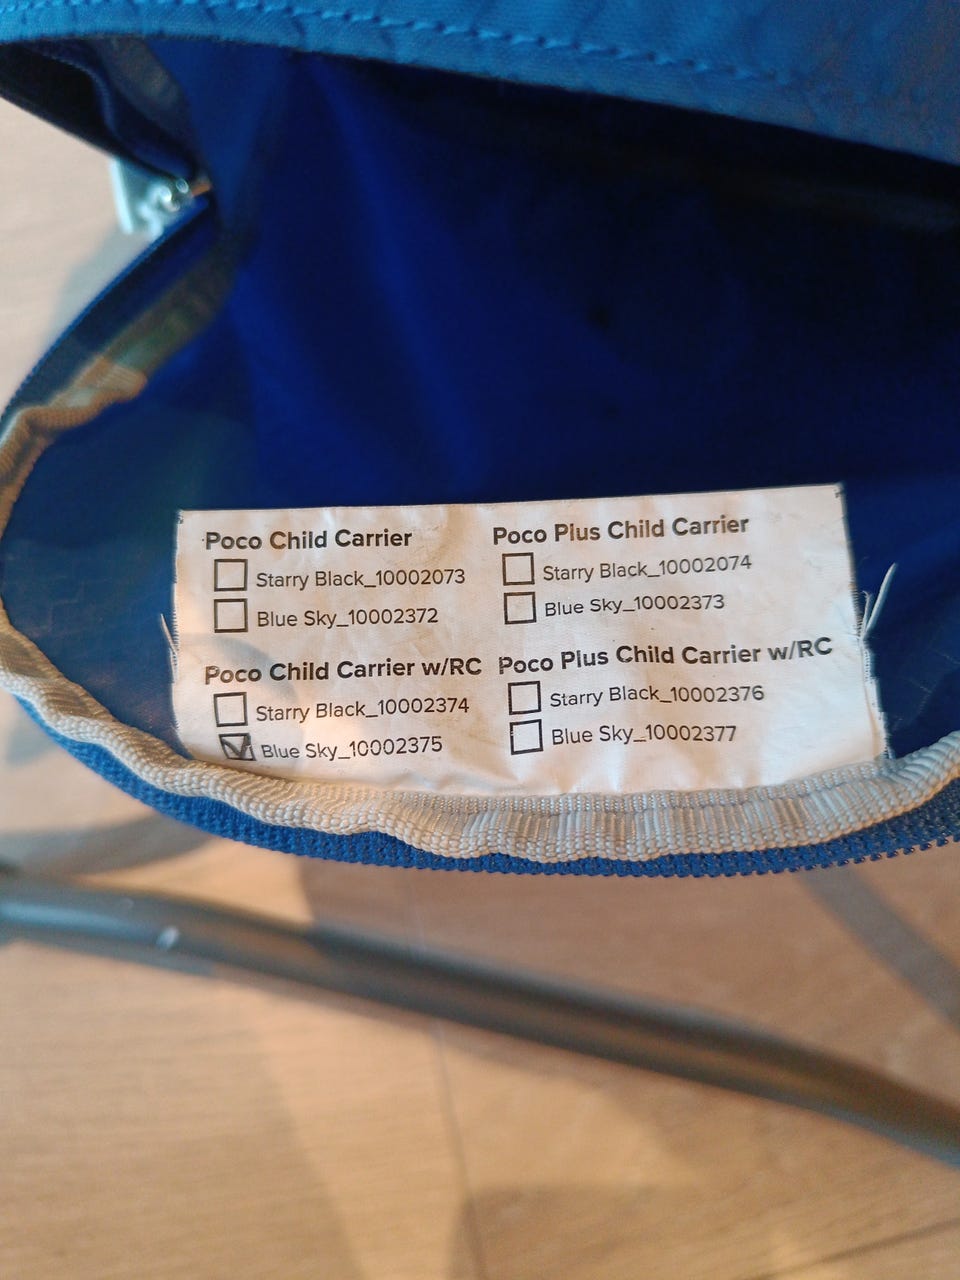 Poco Child Carrier
Starry Black_10002073
Blue Sky_10002372
Poco Plus Child Carrier
Starry Black_10002074
Blue Sky_10002373
Poco Child Carrier w/RC
Starry Black_10002374
Blue Sky_10002375
Poco Plus Child Carrier w/RC
Starry Black_10002376
Blue Sky_10002377